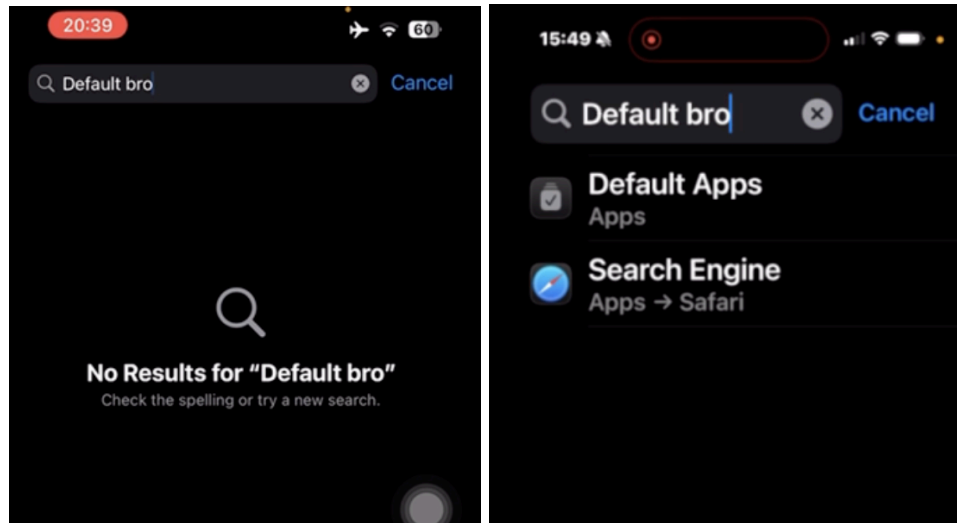 20:39
60
Default bro
Cancel
No Results for “Default bro”
Check the spelling or try a new search.
15:49
Default bro
Cancel
Default Apps
Apps
Search Engine
Apps → Safari